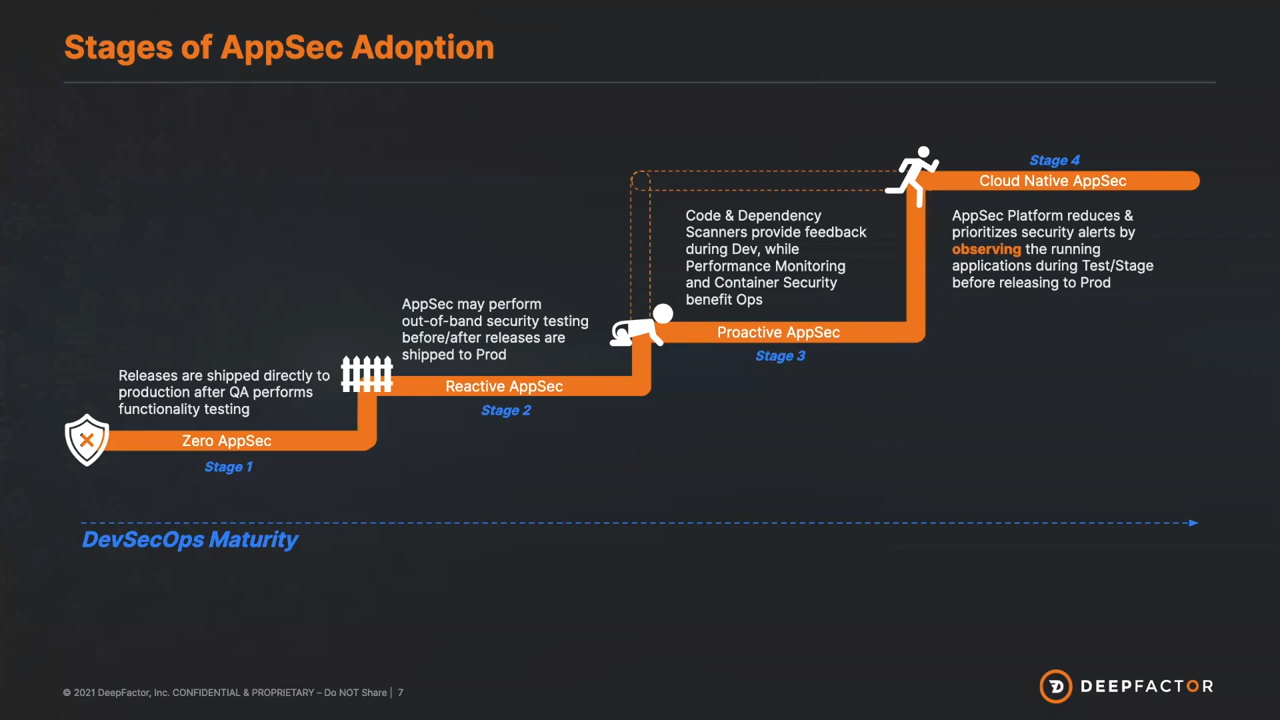 Stages of AppSec Adoption
Releases are shipped directly to
production after QA performs
functionality testing
Zero AppSec
Stage 1
AppSec may perform
out-of-band security testing
before/after releases are
shipped to Prod
Reactive AppSec
Stage 2
Code & Dependency
Scanners provide feedback
during Dev, while
Performance Monitoring
and Container Security
benefit Ops
Proactive AppSec
Stage 3
Stage 4
Cloud Native AppSec
AppSec Platform reduces &
prioritizes security alerts by
observing the running
applications during Test/Stage
before releasing to Prod
DevSecOps Maturity
© 2021 DeepFactor, Inc. CONFIDENTIAL & PROPRIETARY – Do NOT Share | 7
DEEPFACTOR